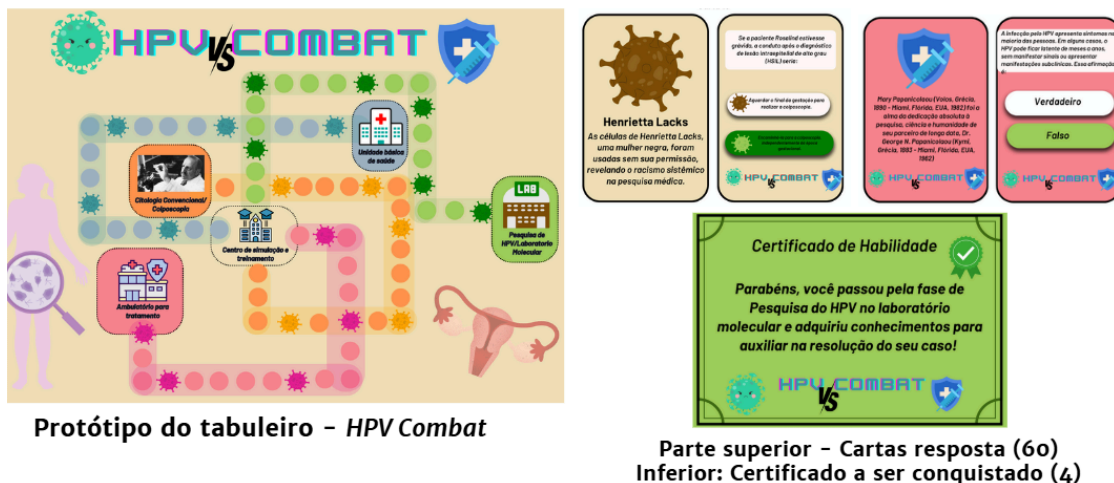 HPV VS COMBAT
Unidade básica
de saúde
Citologia Convencional/
Colposcopia
Centro de simulação e
treinamento
LAB
Pesquisa de
HPV/Laboratorio
Molecular
Ambulatório para
tratamento
Protótipo do tabuleiro - HPV Combat
Henrietta Lacks
As células de Henrietta Lacks,
uma mulher negra, foram
usadas sem sua permissão,
revelando o racismo sistêmico
na pesquisa médica.
Se a paciente Rosalind estivesse
grávida, a conduta após o diagnóstico
de lesão intraepitelial de alto grau
(HSIL) seria:
Aguardar o final da gestação para
realizar a colposcopia.
HPV VS COMBAT
Mary Papanicolaou (Volos, Grécia,
1890 - Miami, Flórida, EUA, 1982) foi a
alma da dedicação absoluta à
pesquisa, ciência e humanidade de
seu parceiro de longa data, Dr.
George N. Papanicolaou (Kymi,
Grécia, 1883 - Miami, Flórida, EUA,
1962)
HPV VS COMBAT
A infecção pelo HPV apresenta sintomas na
maioria das pessoas. Em alguns casos, o
HPV pode ficar latente de meses a anos,
sem manifestar sinais ou apresentar
manifestações subclínicas. Essa afirmação
é:
Verdadeiro
Falso
HPV VS COMBAT
Certificado de Habilidade
Parabéns, você passou pela fase de
Pesquisa do HPV no laboratório
molecular e adquiriu conhecimentos para
auxiliar na resolução do seu caso!
HPV VS COMBAT
Parte superior - Cartas resposta (60)
Inferior: Certificado a ser conquistado (4)